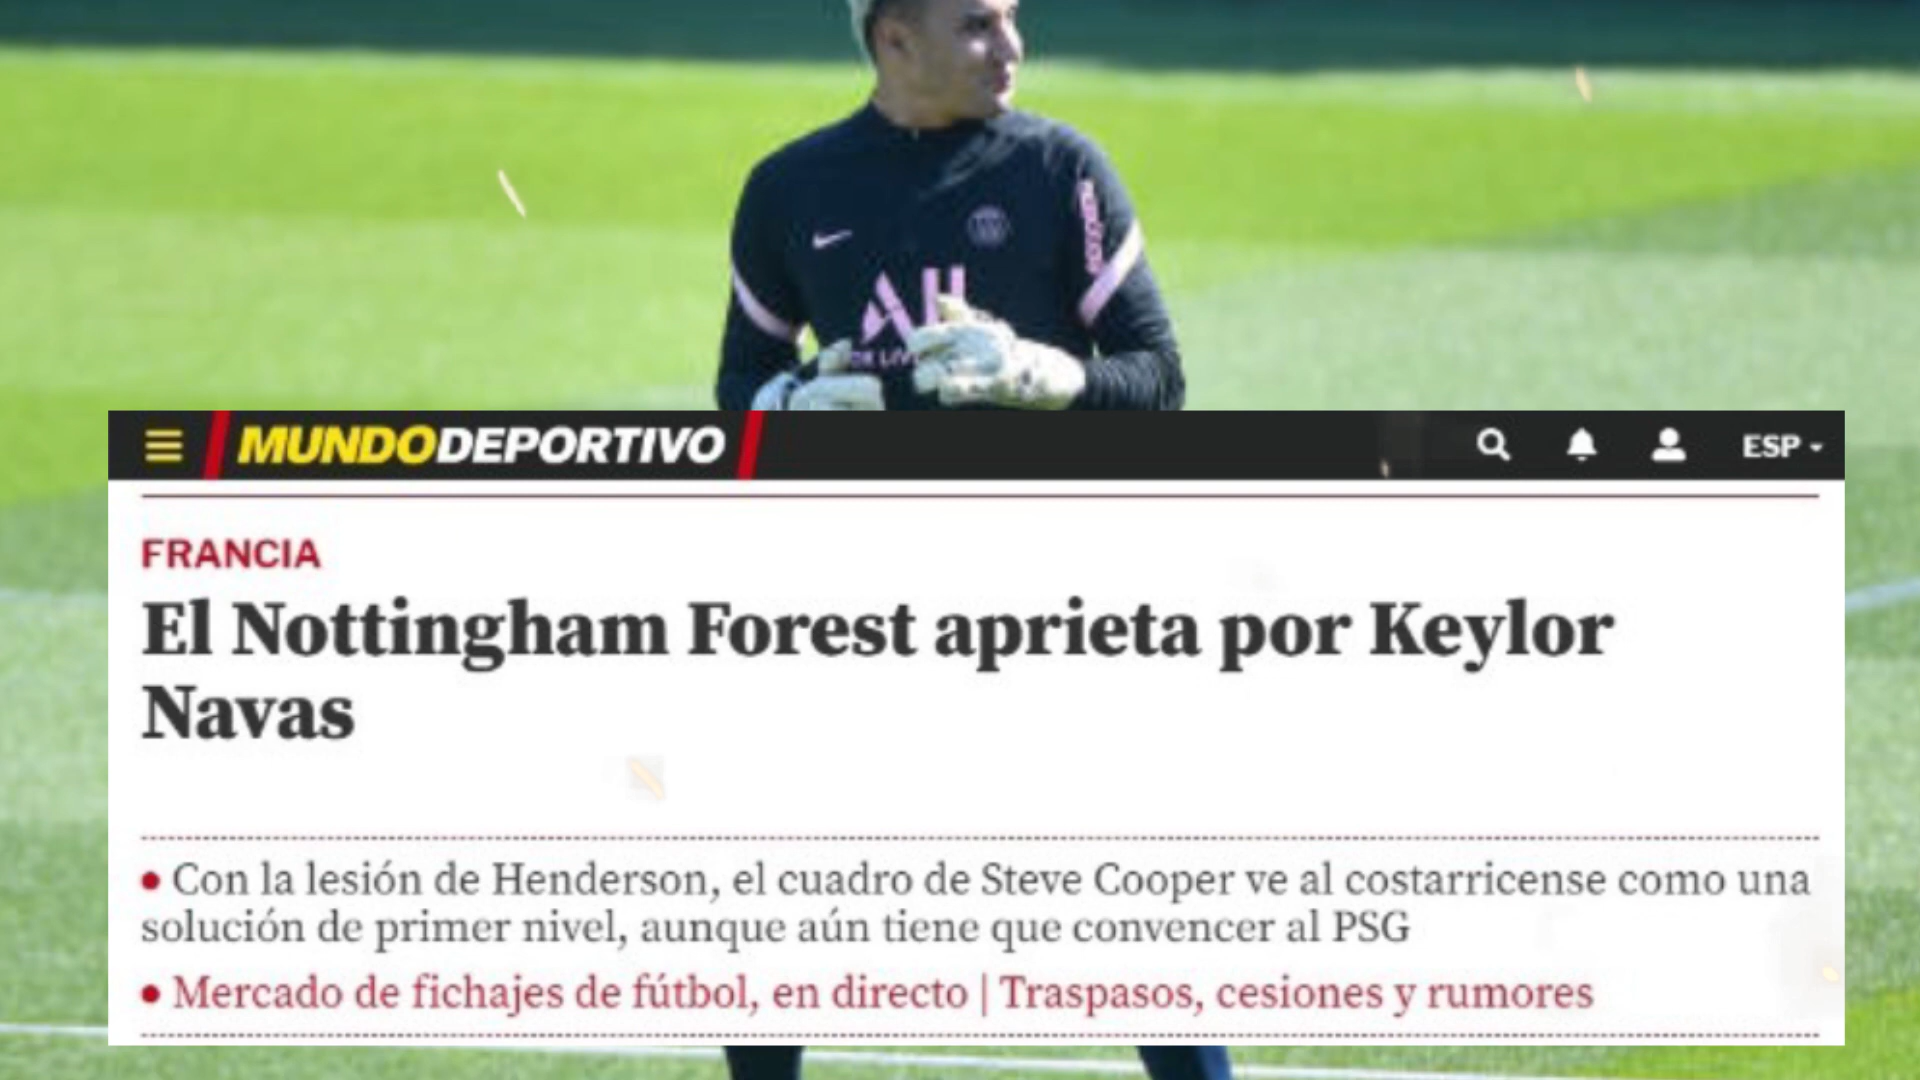 MUNDODEPORTIVO
ESP
FRANCIA
El Nottingham Forest aprieta por Keylor
Navas
• Con la lesión de Henderson, el cuadro de Steve Cooper ve al costarricense como una
solución de primer nivel, aunque aún tiene que convencer al PSG
• Mercado de fichajes de fútbol, en directo | Traspasos, cesiones y rumores